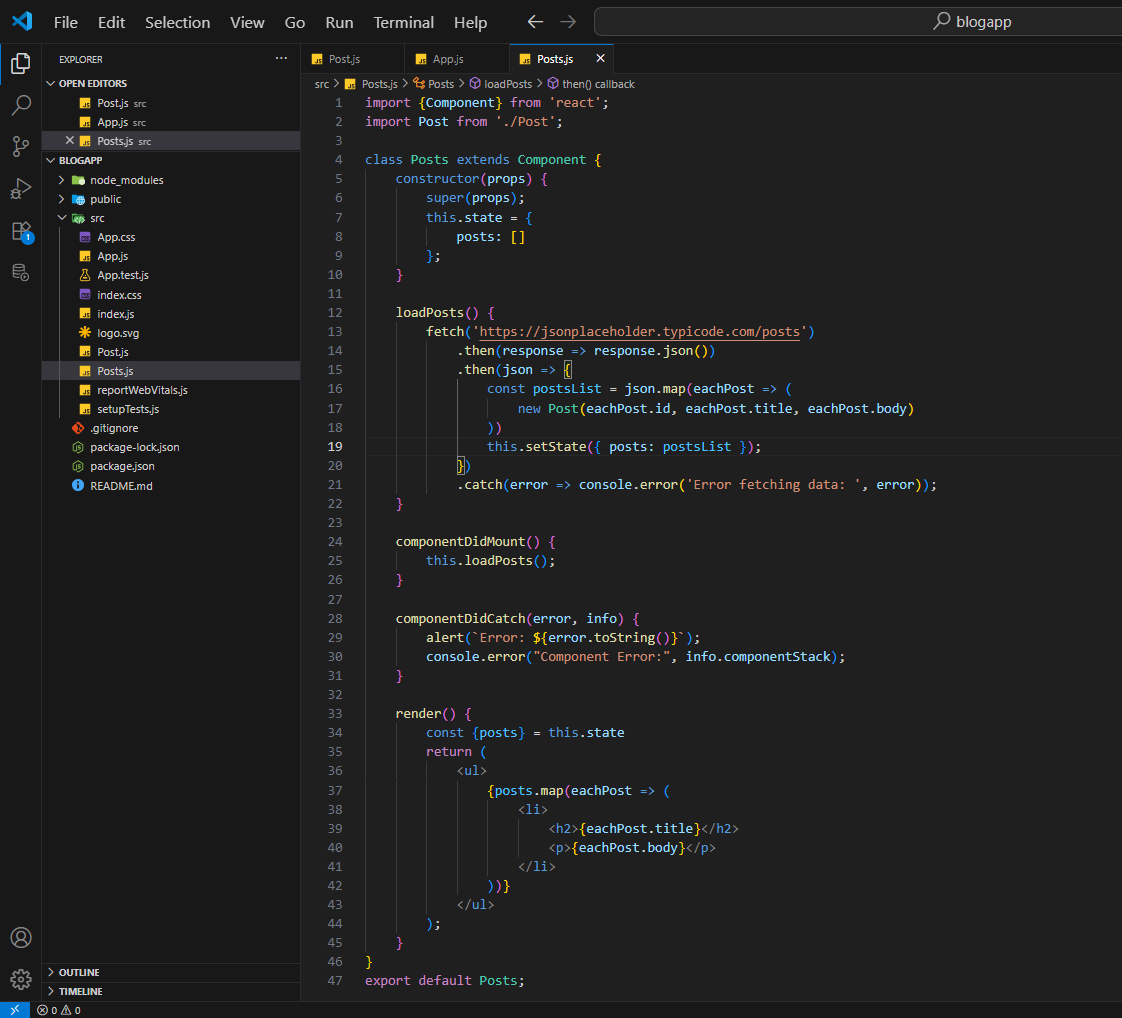 File Edit Selection View Go Run Terminal Help blogapp
EXPLORER
OPEN EDITORS
Post.js src
App.js src
Posts.js src
BLOGAPP
node_modules
public
src
App.css
App.js
App.test.js
index.css
index.js
logo.svg
Post.js
Posts.js
reportWebVitals.js
setupTests.js
.gitignore
package-lock.json
package.json
README.md
OUTLINE
TIMELINE
1
0 0
Post.js App.js Posts.js
src > Posts.js > Posts > loadPosts > then() callback
1 import {Component} from 'react';
2 import Post from './Post';
3
4 class Posts extends Component {
5 constructor(props) {
6 super(props);
7 this.state = {
8 posts: []
9 };
10 }
11
12 loadPosts() {
13 fetch('https://jsonplaceholder.typicode.com/posts')
14 .then(response => response.json())
15 .then(json => {
16 const postsList = json.map(eachPost => (
17 new Post(eachPost.id, eachPost.title, eachPost.body)
18 ))
19 this.setState({ posts: postsList });
20 })
21 .catch(error => console.error('Error fetching data: ', error));
22 }
23
24 componentDidMount() {
25 this.loadPosts();
26 }
27
28 componentDidCatch(error, info) {
29 alert(`Error: ${error.toString()}`);
30 console.error("Component Error:", info.componentStack);
31 }
32
33 render() {
34 const {posts} = this.state
35 return (
36 <ul>
37 {posts.map(eachPost => (
38 <li>
39 <h2>{eachPost.title}</h2>
40 <p>{eachPost.body}</p>
41 </li>
42 ))}
43 </ul>
44 );
45 }
46 }
47 export default Posts;